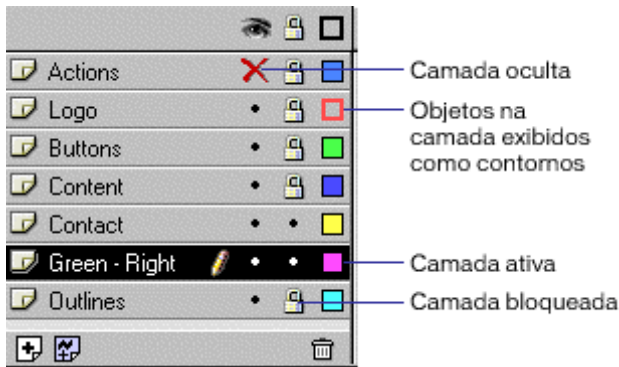 Actions
Camada oculta
Logo
Objetos na
camada exibidos
como contornos
Buttons
Content
Contact
Green - Right
Camada ativa
Outlines
Camada bloqueada